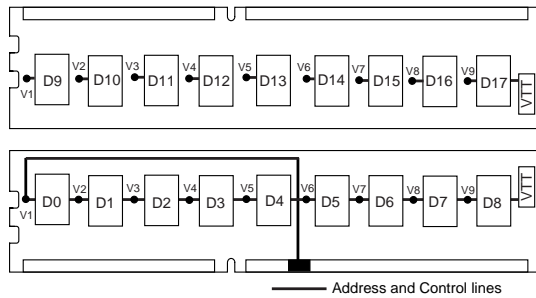 V1 D9 V2 D10 V3 D11 V4 D12 V5 D13 V6 D14 V7 D15 V8 D16 V9 D17 VTT
V1 D0 V2 D1 V3 D2 V4 D3 V5 D4 V6 D5 V7 D6 V8 D7 V9 D8 VTT
Address and Control lines